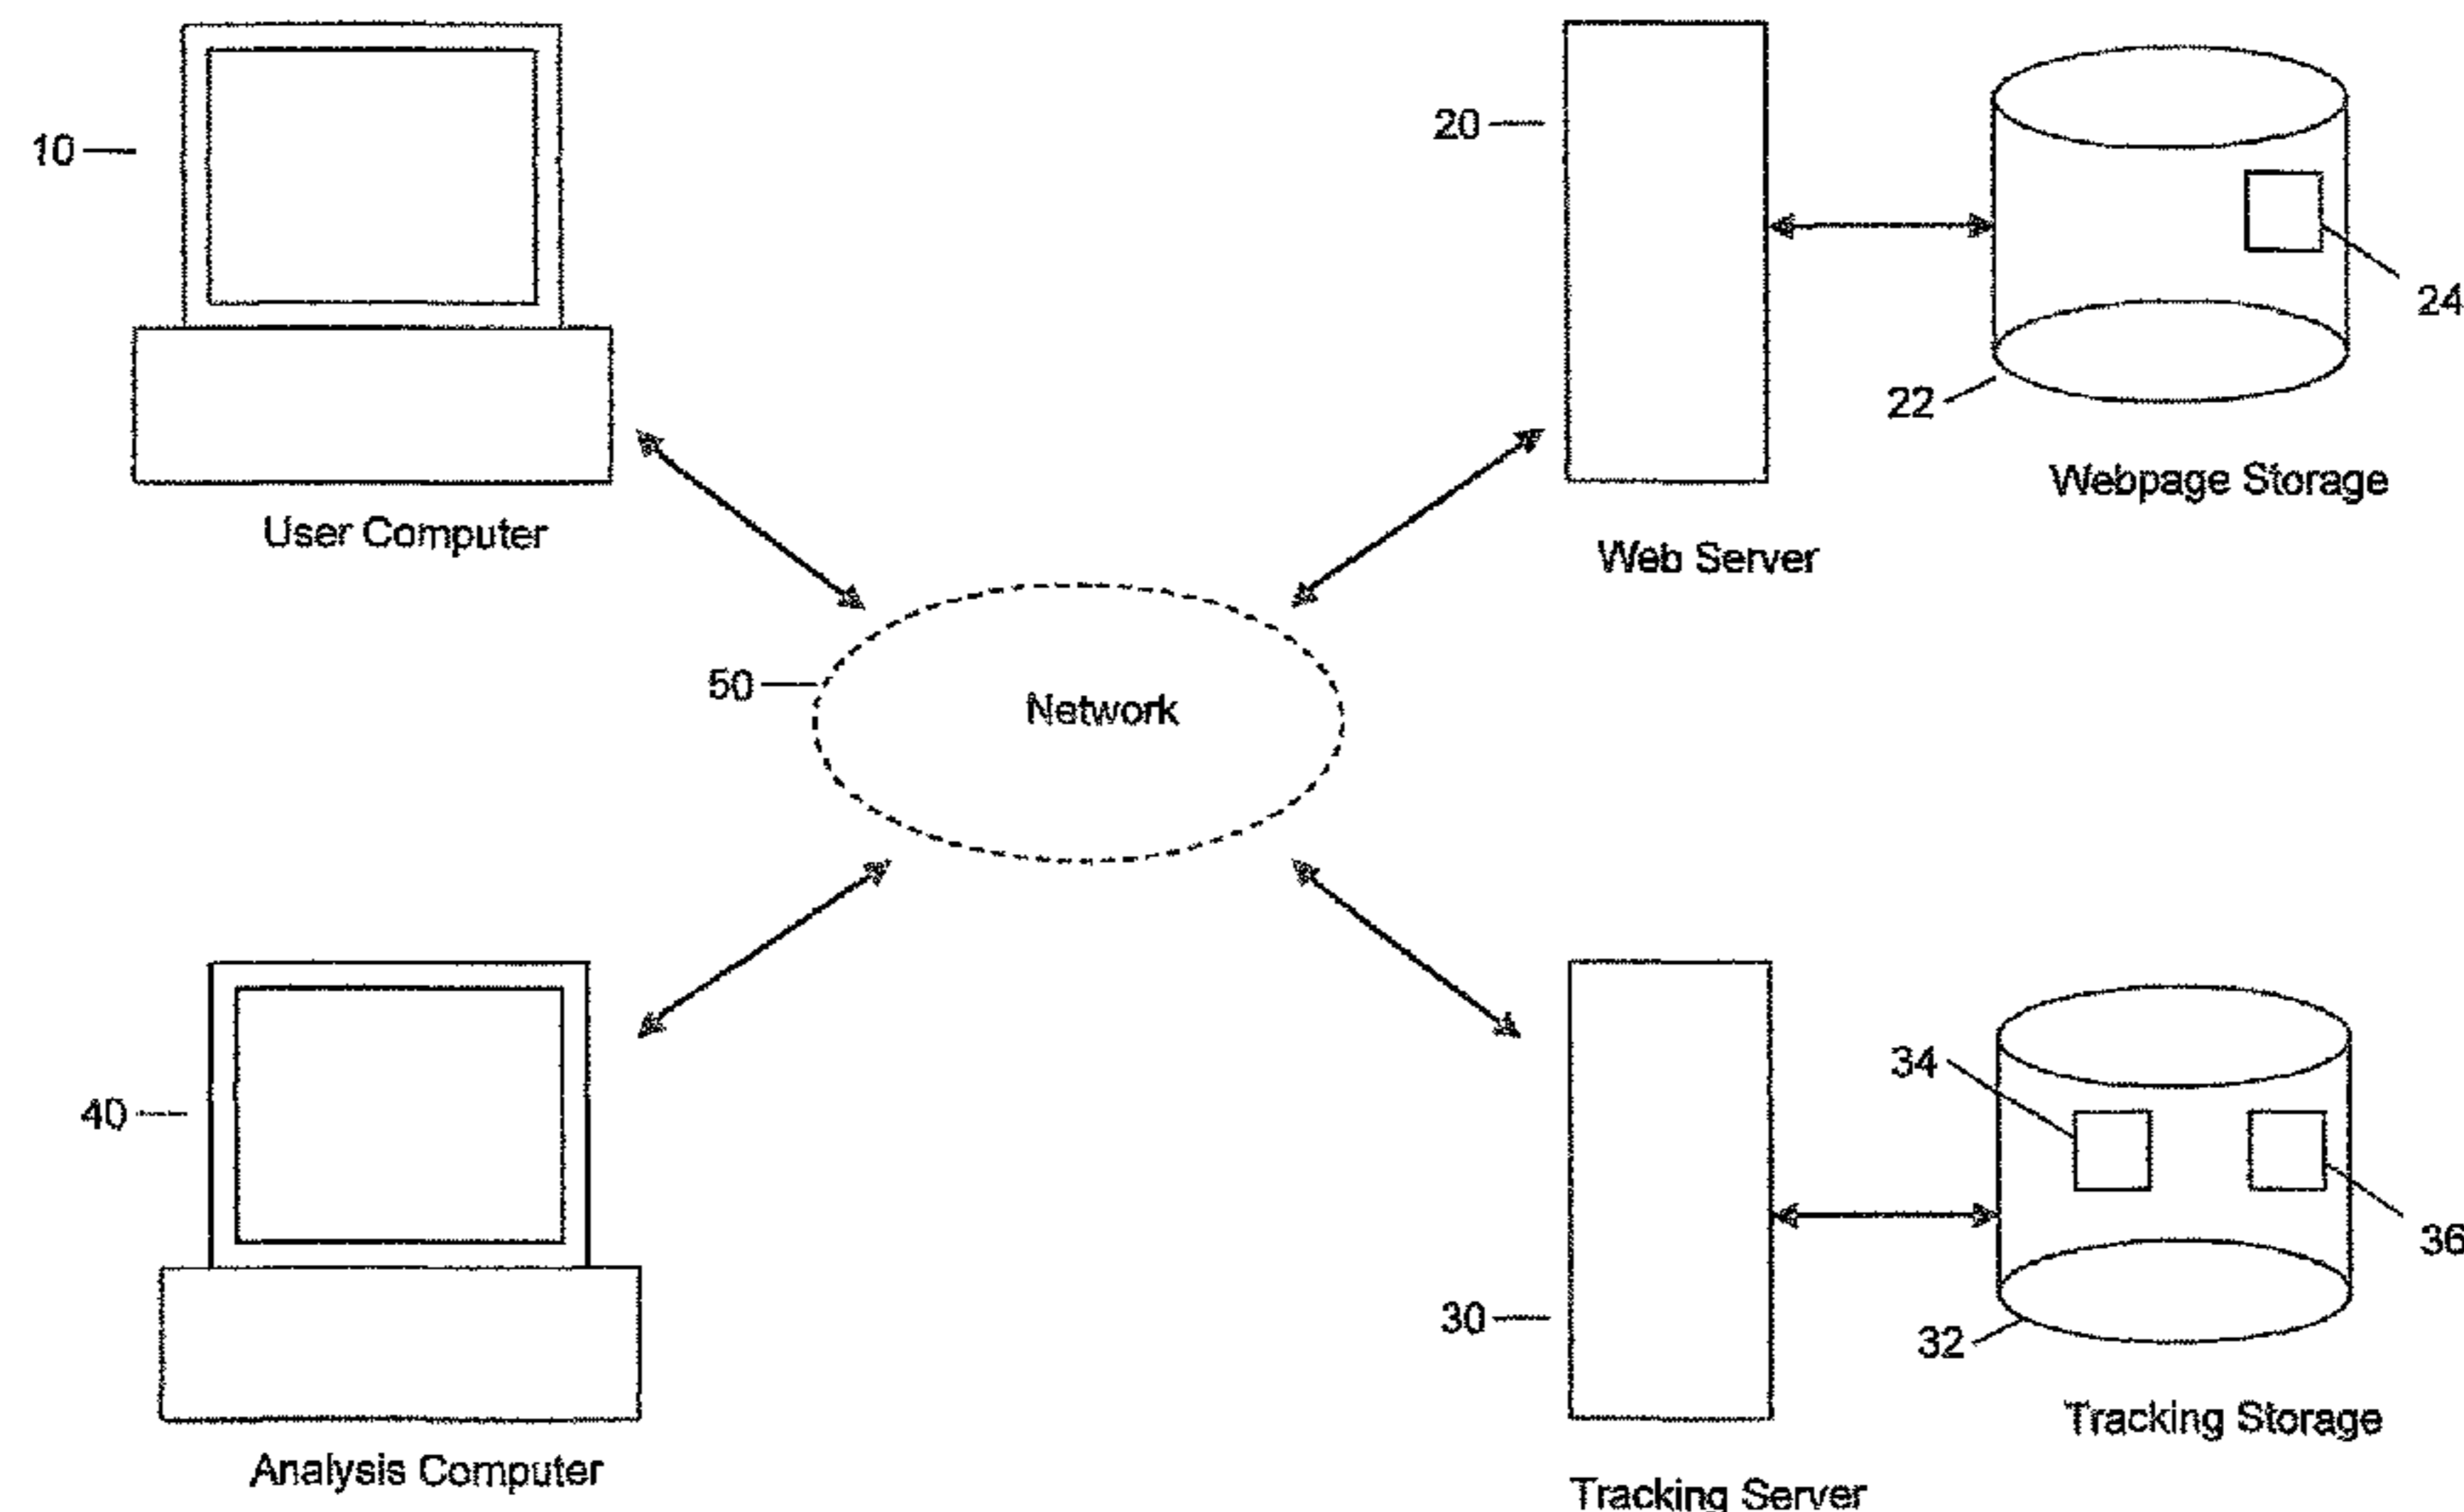 10
20
24
22
Webpage Storage
User Computer
Web Server
50
Network
34
40
36
30
32
Tracking Storage
Analysis Computer
Tracking Server